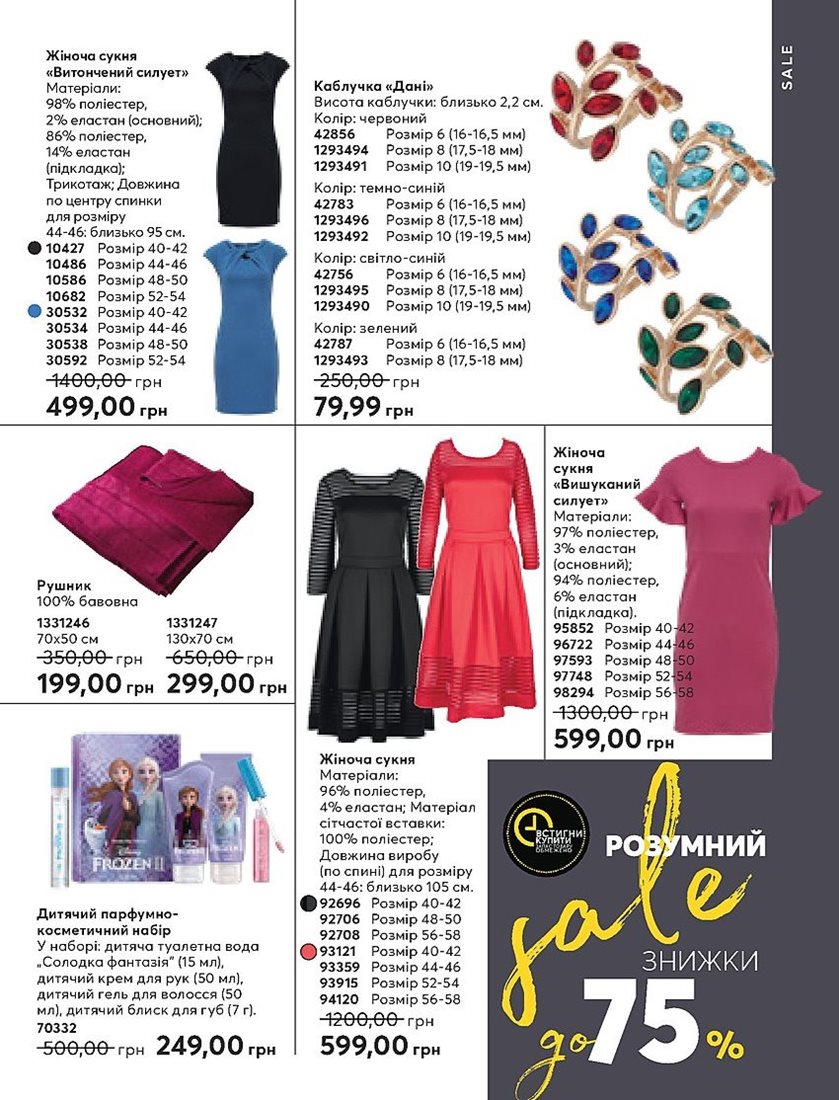 SALE
Жіноча сукня
«Витончений силует»
Матеріали:
98% поліестер,
2% еластан (основний);
86% поліестер,
14% еластан
(підкладка);
Трикотаж; Довжина
по центру спинки
для розміру
44-46: близько 95 см.
10427 Розмір 40-42
10486 Розмір 44-46
10586 Розмір 48-50
10682 Розмір 52-54
30532 Розмір 40-42
30534 Розмір 44-46
30538 Розмір 48-50
30592 Розмір 52-54
1400,00 грн
499,00 грн
Каблучка «Дані»
Висота каблучки: близько 2,2 см.
Колір: червоний
42856 Розмір 6 (16-16,5 мм)
1293494 Розмір 8 (17,5-18 мм)
1293491 Розмір 10 (19-19,5 мм)
Колір: темно-синій
42783 Розмір 6 (16-16,5 мм)
1293496 Розмір 8 (17,5-18 мм)
1293492 Розмір 10 (19-19,5 мм)
Колір: світло-синій
42756 Розмір 6 (16-16,5 мм)
1293495 Розмір 8 (17,5-18 мм)
1293490 Розмір 10 (19-19,5 мм)
Колір: зелений
42787 Розмір 6 (16-16,5 мм)
1293493 Розмір 8 (17,5-18 мм)
250,00 грн
79,99 грн
Рушник
100% бавовна
1331246 1331247
70x50 см 130x70 см
350,00 грн 650,00 грн
199,00 грн 299,00 грн
Жіноча
сукня
«Вишуканий
силует»
Матеріали:
97% поліестер,
3% еластан
(основний);
94% поліестер,
6% еластан
(підкладка).
95852 Розмір 40-42
96722 Розмір 44-46
97593 Розмір 48-50
97748 Розмір 52-54
98294 Розмір 56-58
1300,00 грн
599,00 грн
Disney
FROZEN II
Дитячий парфумно-
косметичний набір
У наборі: дитяча туалетна вода
„Солодка фантазія” (15 мл),
дитячий крем для рук (50 мл),
дитячий гель для волосся (50
мл), дитячий блиск для губ (7 г).
70332
500,00 грн 249,00 грн
Жіноча сукня
Матеріали:
96% поліестер,
4% еластан; Матеріал
сітчастої вставки:
100% поліестер;
Довжина виробу
(по спині) для розміру
44-46: близько 105 см.
92696 Розмір 40-42
92706 Розмір 48-50
92708 Розмір 56-58
93121 Розмір 40-42
93359 Розмір 44-46
93915 Розмір 52-54
94120 Розмір 56-58
1200,00 грн
599,00 грн
ВСТИГНИ
КУПИТИ
ЗАПАС ТОВАРУ
ОБМЕЖЕНО
РОЗУМНИЙ
sale
ЗНИЖКИ
до 75%